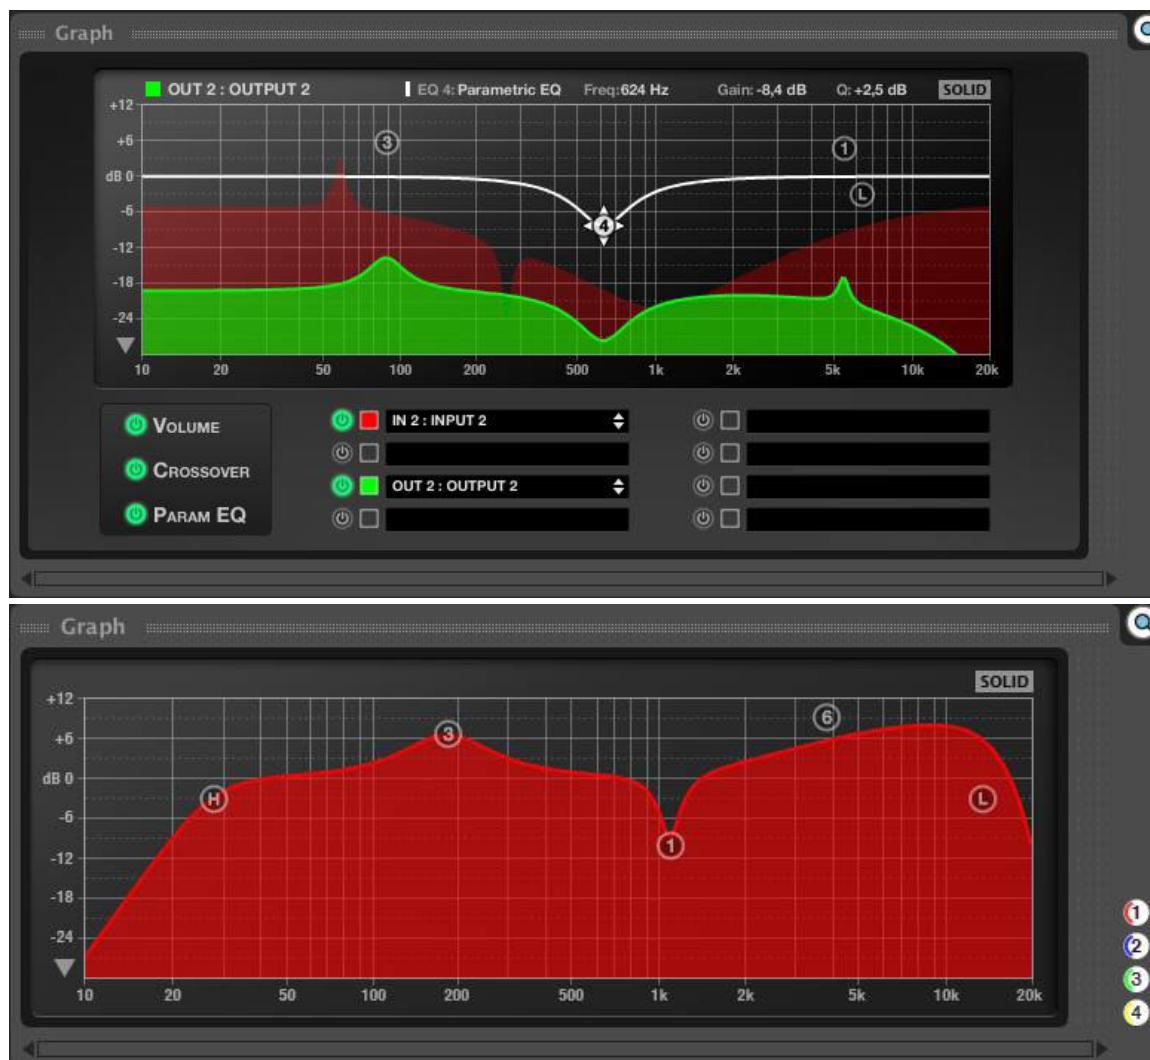 Graph
OUT 2 : OUTPUT 2 EQ 4: Parametric EQ Freq: 624 Hz Gain: -8,4 dB Q: +2,5 dB SOLID
+12
+6
dB 0
-6
-12
-18
-24
3
1
L
4
10 20 50 100 200 500 1k 2k 5k 10k 20k
VOLUME
CROSSOVER
PARAM EQ
IN 2 : INPUT 2
OUT 2 : OUTPUT 2
Graph
SOLID
+12
+6
dB 0
-6
-12
-18
-24
H
3
1
6
L
10 20 50 100 200 500 1k 2k 5k 10k 20k
1
2
3
4